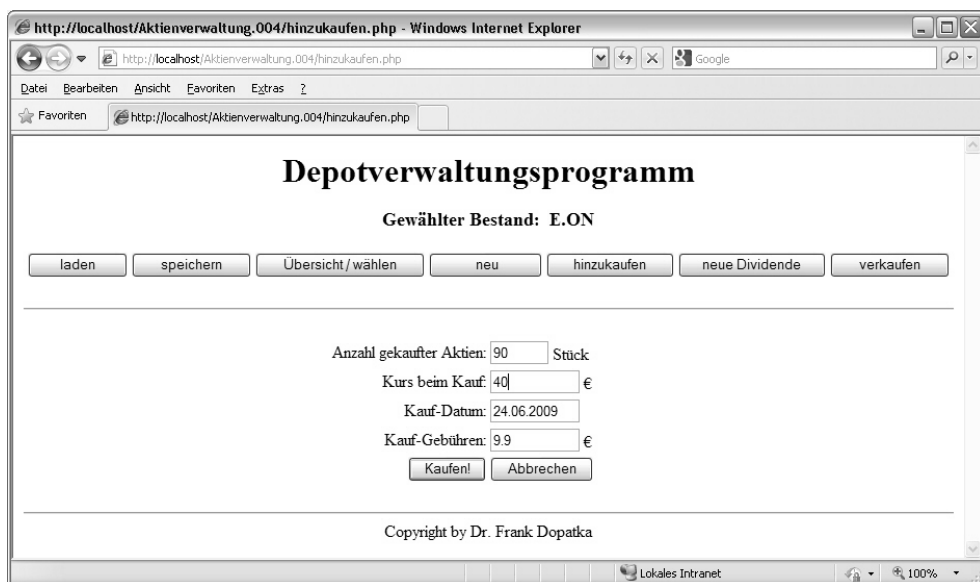 http://localhost/Aktienverwaltung.004/hinzukaufen.php - Windows Internet Explorer
http://localhost/Aktienverwaltung.004/hinzukaufen.php Google
Datei Bearbeiten Ansicht Favoriten Extras ?
Favoriten http://localhost/Aktienverwaltung.004/hinzukaufen.php
Depotverwaltungsprogramm
Gewählter Bestand: E.ON
laden speichern Übersicht / wählen neu hinzukaufen neue Dividende verkaufen
Anzahl gekaufter Aktien: 90 Stück
Kurs beim Kauf: 40 €
Kauf-Datum: 24.06.2009
Kauf-Gebühren: 9.9 €
Kaufen! Abbrechen
Copyright by Dr. Frank Dopatka
Lokales Intranet 100%